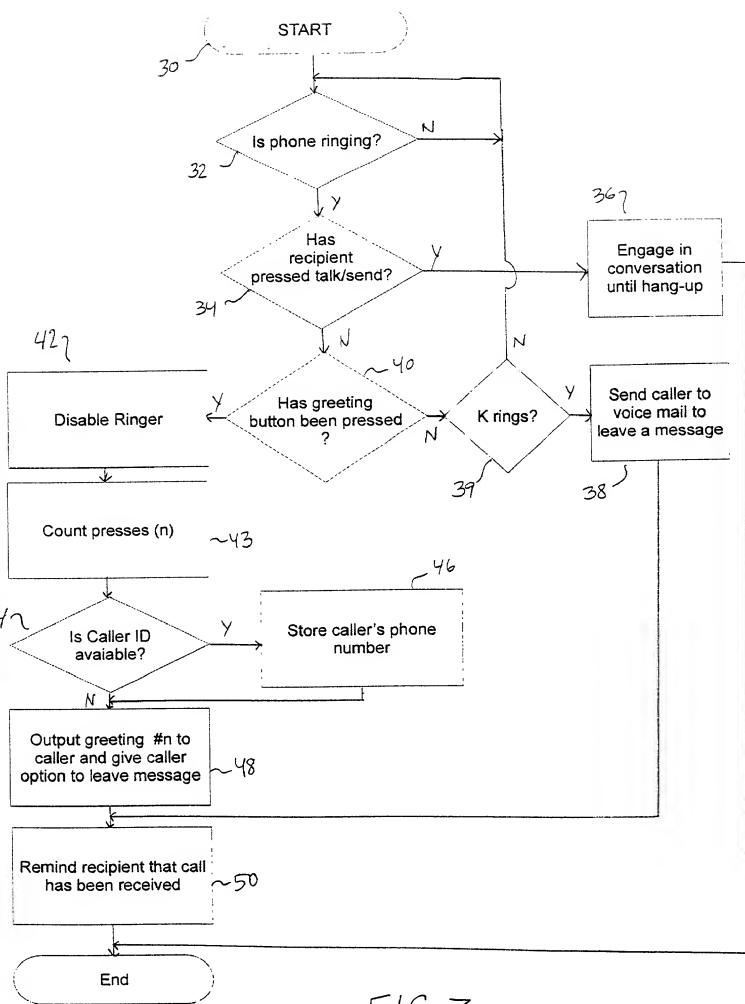 START
30
Is phone ringing?
N
32
Y
36
Has
recipient
pressed talk/send?
Y
Engage in
conversation
until hang-up
34
N
42
40
N
Disable Ringer
Y
Has greeting
button been pressed
?
N
K rings?
Y
Send caller to
voice mail to
leave a message
39
38
Count presses (n)
43
46
Is Caller ID
avaiable?
Y
Store caller's phone
number
N
Output greeting #n to
caller and give caller
option to leave message
48
Remind recipient that call
has been received
50
End